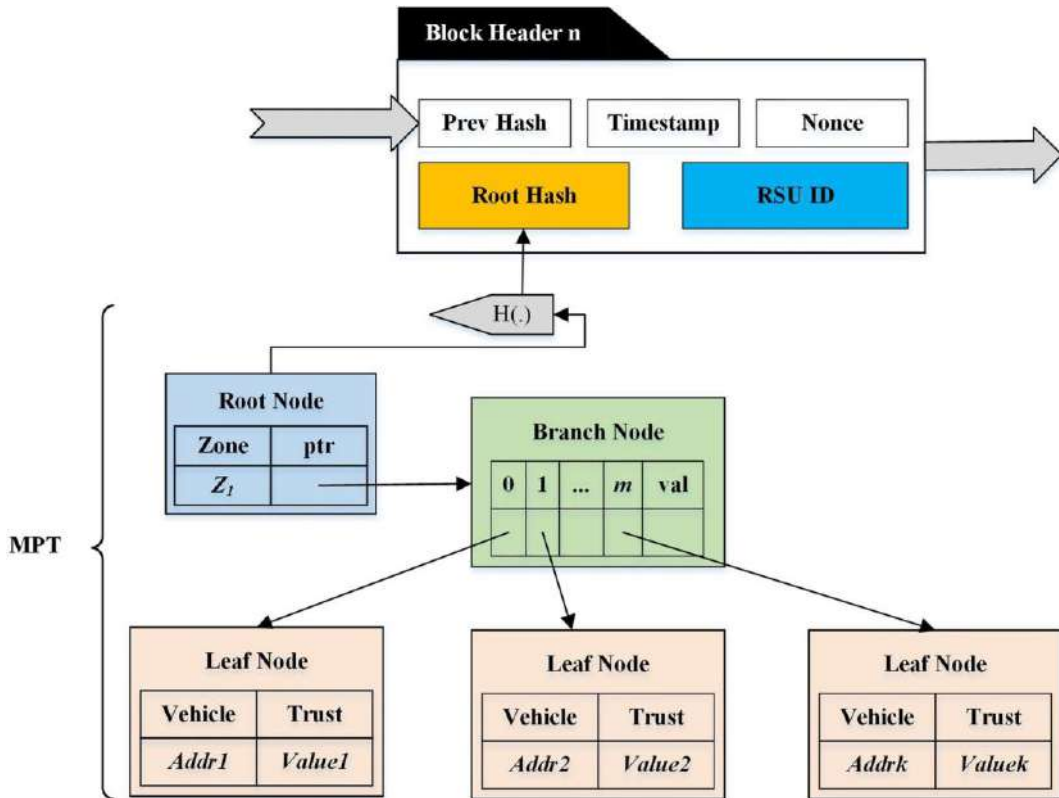 Block Header n
Prev Hash Timestamp Nonce
Root Hash RSU ID
H(.)
Root Node
Zone ptr
Z1
Branch Node
0 1 ... m val
MPT
Leaf Node
Vehicle Trust
Addr1 Value1
Leaf Node
Vehicle Trust
Addr2 Value2
Leaf Node
Vehicle Trust
Addrk Valuek